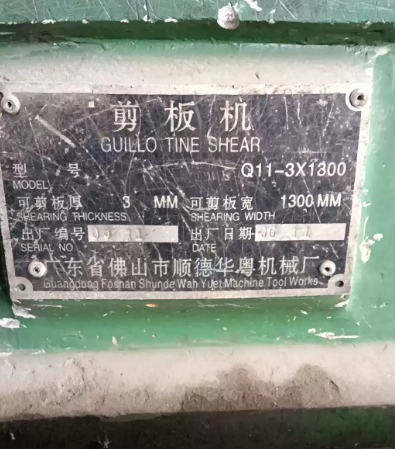 剪板机
GUILLO TINE SHEAR
型 号 Q11-3X1300
MODEL
可剪板厚 3 MM 可剪板宽 1300 MM
SHEARING THICKNESS SHEARING WIDTH
出厂编号 出厂日期
SERIAL NO DATE
广东省佛山市顺德华粤机械厂
Guangdong Foshan Shunde Wah Yuet Machine Tool Works